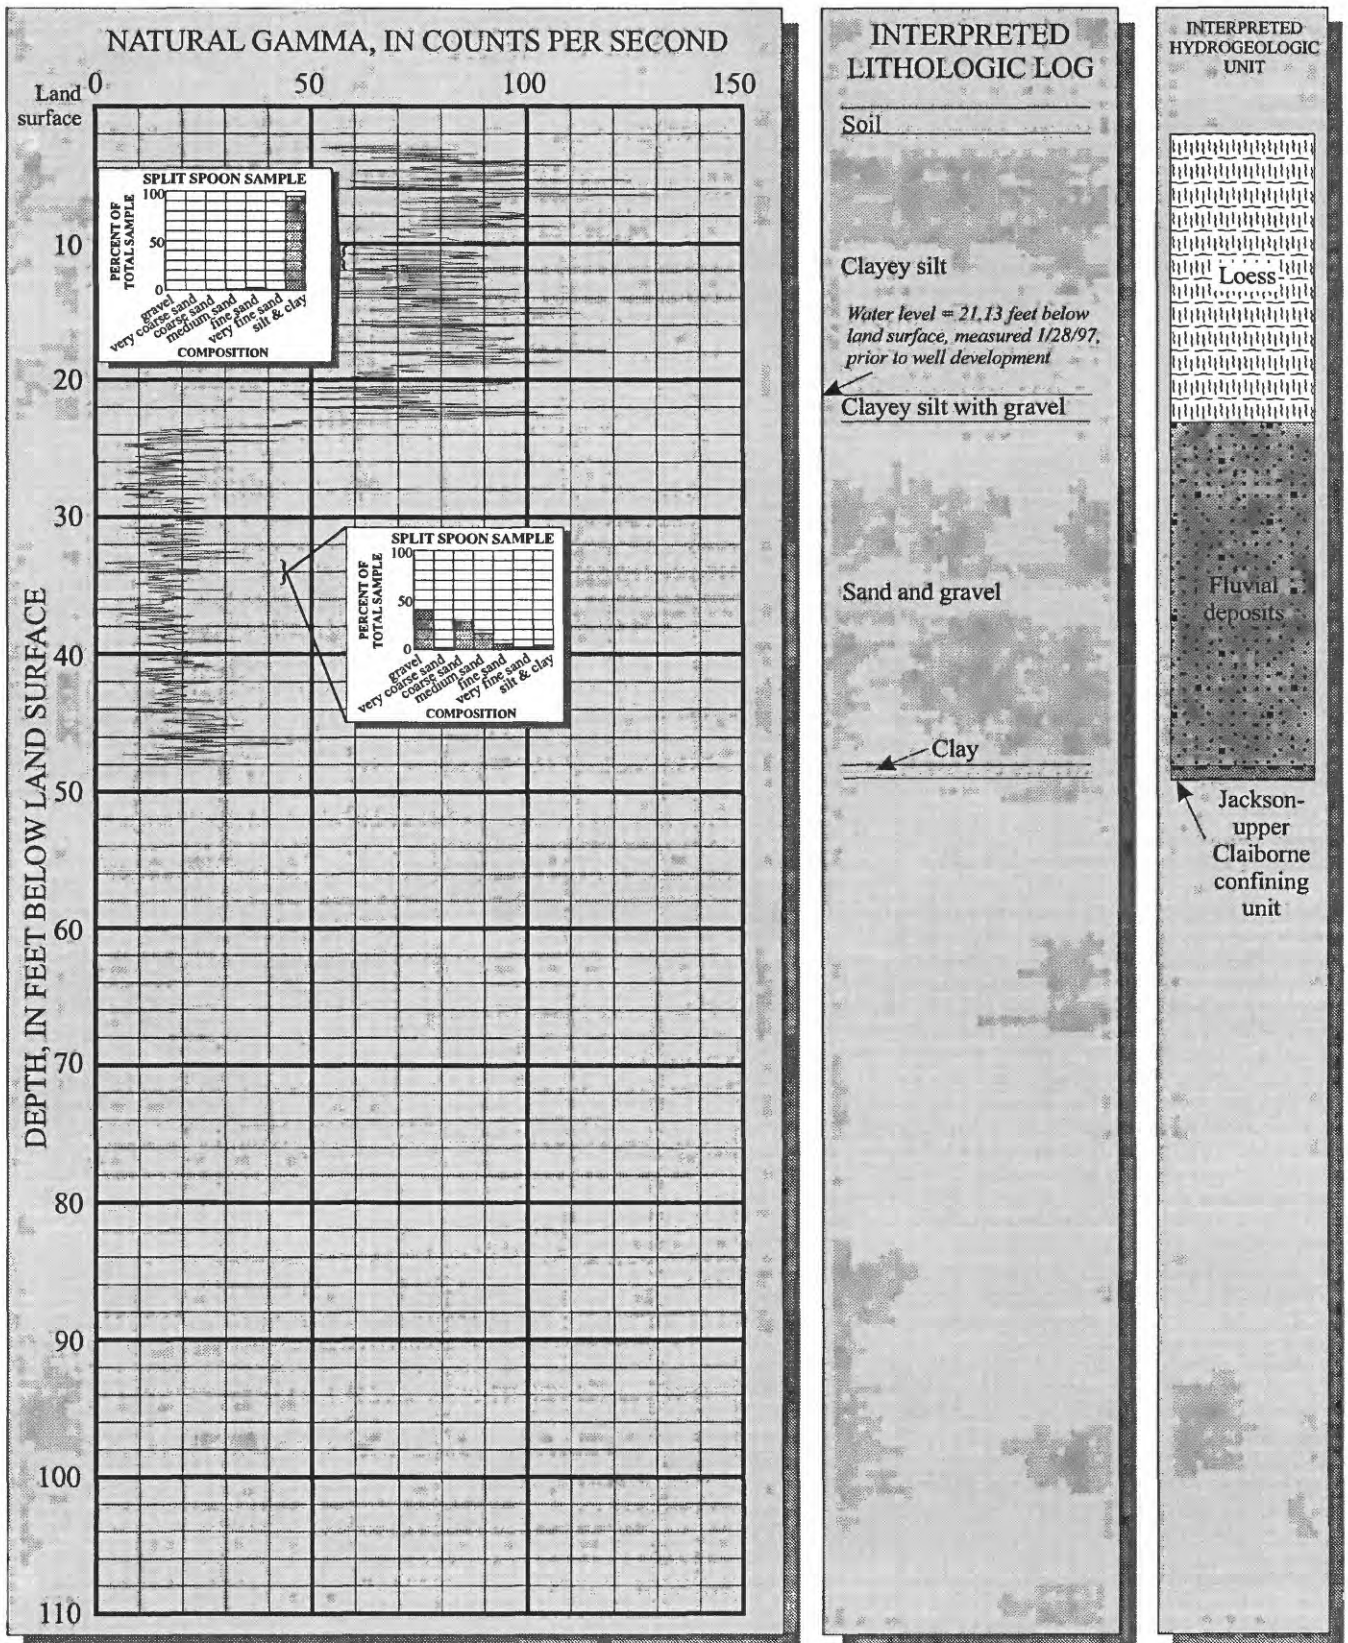 NATURAL GAMMA, IN COUNTS PER SECOND
0 50 100 150
Land
surface
10
20
30
40
50
60
70
80
90
100
110
DEPTH, IN FEET BELOW LAND SURFACE
SPLIT SPOON SAMPLE
PERCENT OF
TOTAL SAMPLE
100
50
0
gravel
very coarse sand
coarse sand
medium sand
fine sand
very fine sand
silt & clay
COMPOSITION
SPLIT SPOON SAMPLE
PERCENT OF
TOTAL SAMPLE
100
50
0
gravel
very coarse sand
coarse sand
medium sand
fine sand
very fine sand
silt & clay
COMPOSITION
INTERPRETED
LITHOLOGIC LOG
Soil
Clayey silt
Water level = 21.13 feet below
land surface, measured 1/28/97,
prior to well development
Clayey silt with gravel
Sand and gravel
Clay
INTERPRETED
HYDROGEOLOGIC
UNIT
Loess
Fluvial
deposits
Jackson-
upper
Claiborne
confining
unit